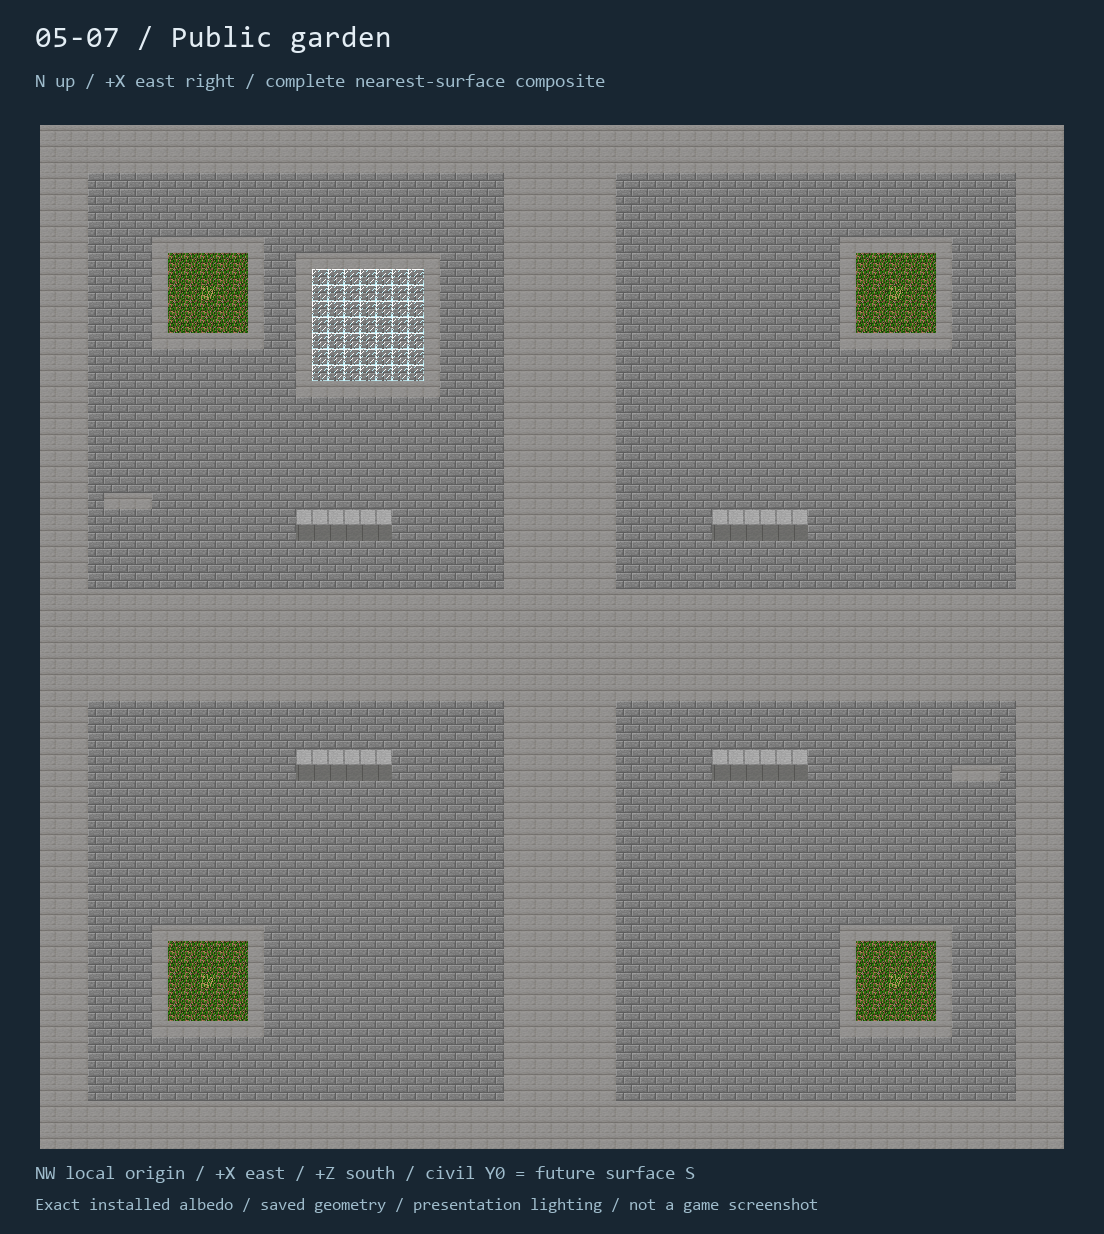 05-07 / Public garden
N up / +X east right / complete nearest-surface composite
NW local origin / +X east / +Z south / civil Y0 = future surface S
Exact installed albedo / saved geometry / presentation lighting / not a game screenshot